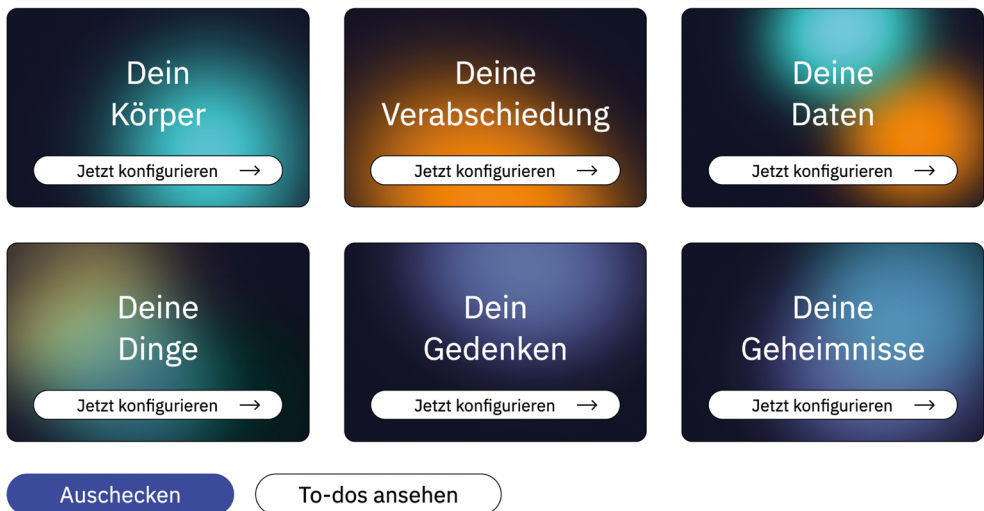 Dein
Körper
Jetzt konfigurieren
Deine
Verabschiedung
Jetzt konfigurieren
Deine
Daten
Jetzt konfigurieren
Deine
Dinge
Jetzt konfigurieren
Dein
Gedenken
Jetzt konfigurieren
Deine
Geheimnisse
Jetzt konfigurieren
Auschecken
To-dos ansehen